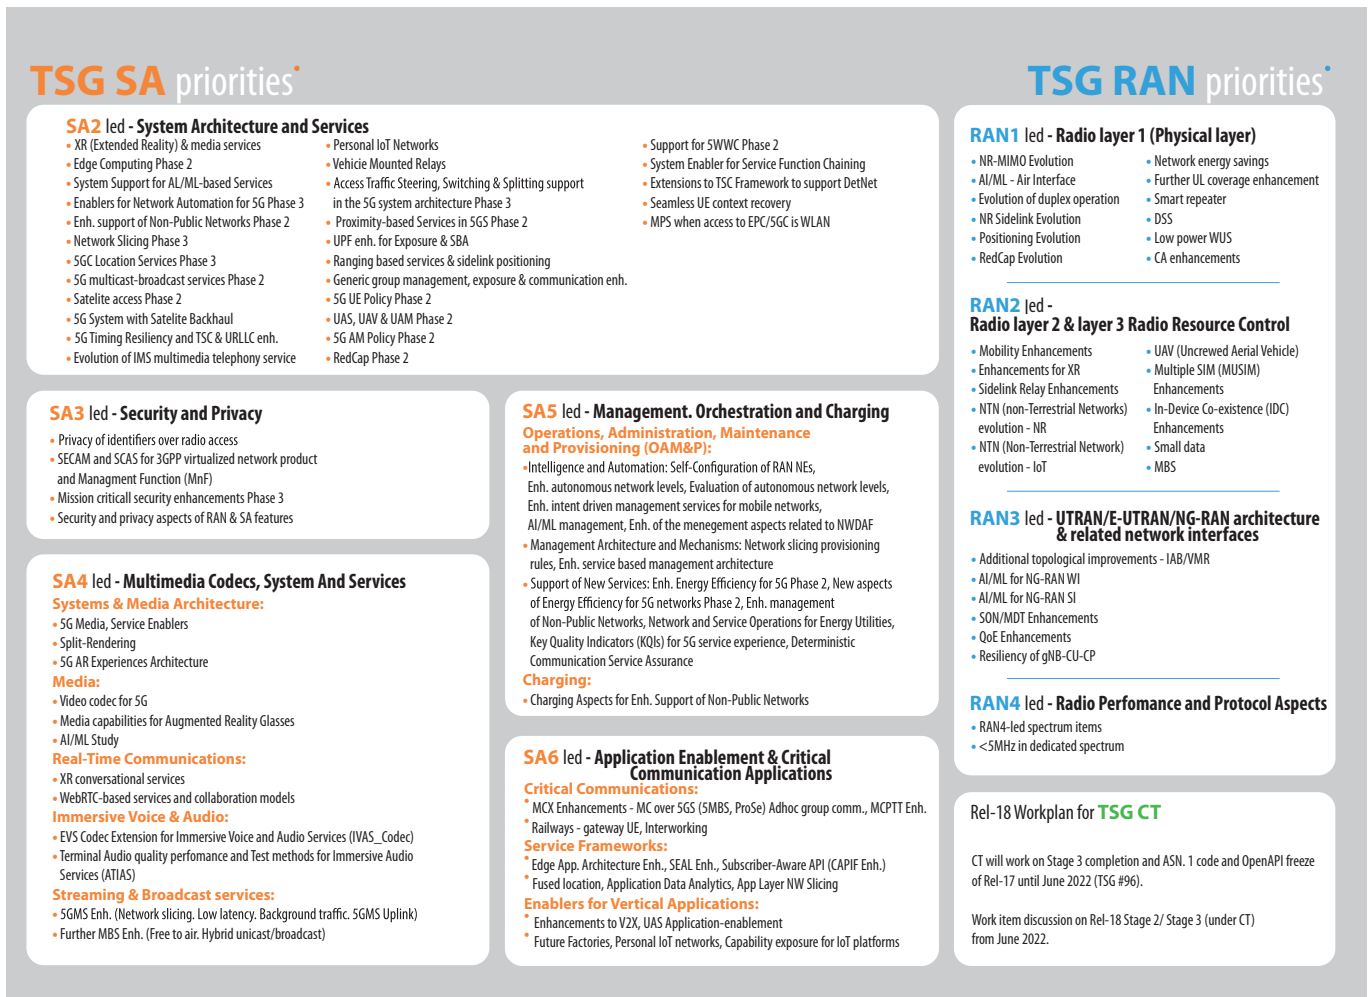 TSG SA priorities
SA2 led - System Architecture and Services
• XR (Extended Reality) & media services
• Edge Computing Phase 2
• System Support for AL/ML-based Services
• Enablers for Network Automation for 5G Phase 3
• Enh. support of Non-Public Networks Phase 2
• Network Slicing Phase 3
• 5GC Location Services Phase 3
• 5G multicast-broadcast services Phase 2
• Satelite access Phase 2
• 5G System with Satelite Backhaul
• 5G Timing Resiliency and TSC & URLLC enh.
• Evolution of IMS multimedia telephony service
• Personal IoT Networks
• Vehicie Mounted Relays
• Access Traffic Steering, Switching & Splitting support
in the 5G system architecture Phase 3
• Proximity-based Services in 5GS Phase 2
• UPF enh. for Exposure & SBA
• Ranging based services & sidelink positioning
• Generic group management, exposure & communication enh.
• 5G UE Policy Phase 2
• UAS, UAV & UAM Phase 2
• 5G AM Policy Phase 2
• RedCap Phase 2
• Support for 5WWC Phase 2
• System Enabler for Service Function Chaining
• Extensions to TSC Framework to support DetNet
• Seamless UE context recovery
• MPS when access to EPC/5GC is WLAN
SA3 led - Security and Privacy
• Privacy of identifiers over radio access
• SECAM and SCAS for 3GPP virtualized network product
and Managment Function (MnF)
• Mission criticall security enhancements Phase 3
• Security and privacy aspects of RAN & SA features
SA4 led - Multimedia Codecs, System And Services
Systems & Media Architecture:
• 5G Media, Service Enablers
• Split-Rendering
• 5G AR Experiences Architecture
Media:
• Video codec for 5G
• Media capabilities for Augmented Reality Glasses
• AI/ML Study
Real-Time Communications:
• XR conversational services
• WebRTC-based services and collaboration models
Immersive Voice & Audio:
• EVS Codec Extension for Immersive Voice and Audio Services (IVAS_Codec)
• Terminal Audio quality perfomance and Test methods for Immersive Audio
Services (ATIAS)
Streaming & Broadcast services:
• 5GMS Enh. (Network slicing. Low latency. Background traffic. 5GMS Uplink)
• Further MBS Enh. (Free to air. Hybrid unicast/broadcast)
SA5 led - Management. Orchestration and Charging
Operations, Administration, Maintenance
and Provisioning (OAM&P):
•Intelligence and Automation: Self-Configuration of RAN NEs,
Enh. autonomous network levels, Evaluation of autonomous network levels,
Enh. intent driven management services for mobile networks,
AI/ML management, Enh. of the menegement aspects related to NWDAF
• Management Architecture and Mechanisms: Network slicing provisioning
rules, Enh. service based management architecture
• Support of New Services: Enh. Energy Efficiency for 5G Phase 2, New aspects
of Energy Efficiency for 5G networks Phase 2, Enh. management
of Non-Public Networks, Network and Service Operations for Energy Utilities,
Key Quality Indicators (KQIs) for 5G service experience, Deterministic
Communication Service Assurance
Charging:
• Charging Aspects for Enh. Support of Non-Public Networks
SA6 led - Application Enablement & Critical
Communication Applications
Critical Communications:
• MCX Enhancements - MC over 5GS (5MBS, ProSe) Adhoc group comm., MCPTT Enh.
• Railways - gateway UE, Interworking
Service Frameworks:
• Edge App. Architecture Enh., SEAL Enh., Subscriber-Aware API (CAPIF Enh.)
• Fused location, Application Data Analytics, App Layer NW Slicing
Enablers for Vertical Applications:
• Enhancements to V2X, UAS Application-enablement
• Future Factories, Personal IoT networks, Capability exposure for IoT platforms
TSG RAN priorities
RAN1 led - Radio layer 1 (Physical layer)
• NR-MIMO Evolution
• AI/ML - Air Interface
• Evolution of duplex operation
• NR Sidelink Evolution
• Positioning Evolution
• RedCap Evolution
• Network energy savings
• Further UL coverage enhancement
• Smart repeater
• DSS
• Low power WUS
• CA enhancements
RAN2 led -
Radio layer 2 & layer 3 Radio Resource Control
• Mobility Enhancements
• Enhancements for XR
• Sidelink Relay Enhancements
• NTN (non-Terrestrial Networks)
evolution - NR
• NTN (Non-Terrestrial Network)
evolution - IoT
• UAV (Uncrewed Aerial Vehicle)
• Multiple SIM (MUSIM)
Enhancements
• In-Device Co-existence (IDC)
Enhancements
• Small data
• MBS
RAN3 led - UTRAN/E-UTRAN/NG-RAN architecture
& related network interfaces
• Additional topological improvements - IAB/VMR
• AI/ML for NG-RAN WI
• AI/ML for NG-RAN SI
• SON/MDT Enhancements
• QoE Enhancements
• Resiliency of gNB-CU-CP
RAN4 led - Radio Perfomance and Protocol Aspects
• RAN4-led spectrum items
• <5MHz in dedicated spectrum
Rel-18 Workplan for TSG CT
CT will work on Stage 3 completion and ASN. 1 code and OpenAPI freeze
of Rel-17 until June 2022 (TSG #96).
Work item discussion on Rel-18 Stage 2/ Stage 3 (under CT)
from June 2022.